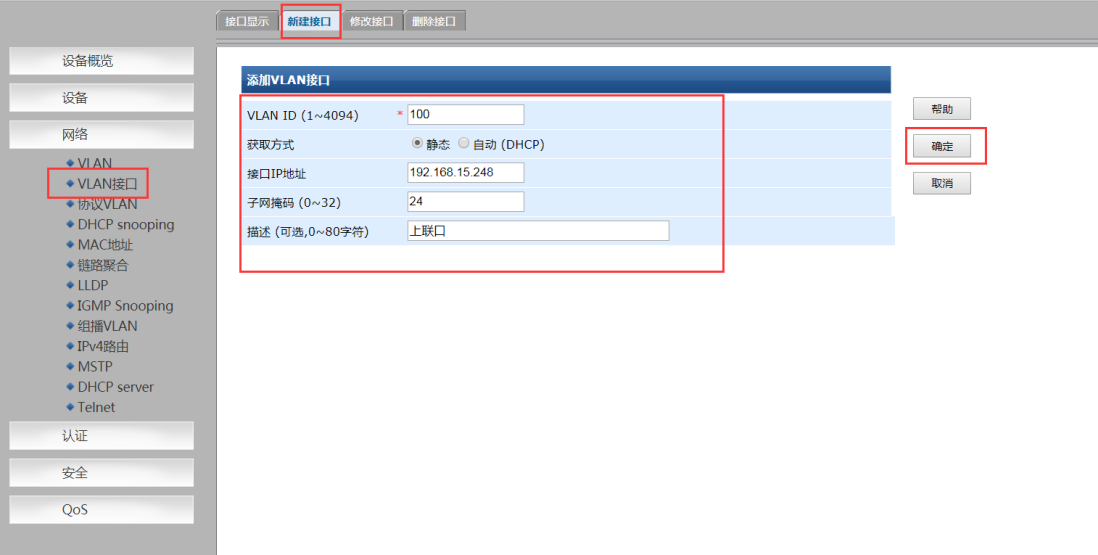 接口显示 新建接口 修改接口 删除接口
设备概览
设备
网络
VLAN
VLAN接口
协议VLAN
DHCP snooping
MAC地址
链路聚合
LLDP
IGMP Snooping
组播VLAN
IPv4路由
MSTP
DHCP server
Telnet
认证
安全
QoS
添加VLAN接口
VLAN ID (1~4094) * 100
获取方式 静态 自动 (DHCP)
接口IP地址 192.168.15.248
子网掩码 (0~32) 24
描述 (可选,0~80字符) 上联口
帮助
确定
取消